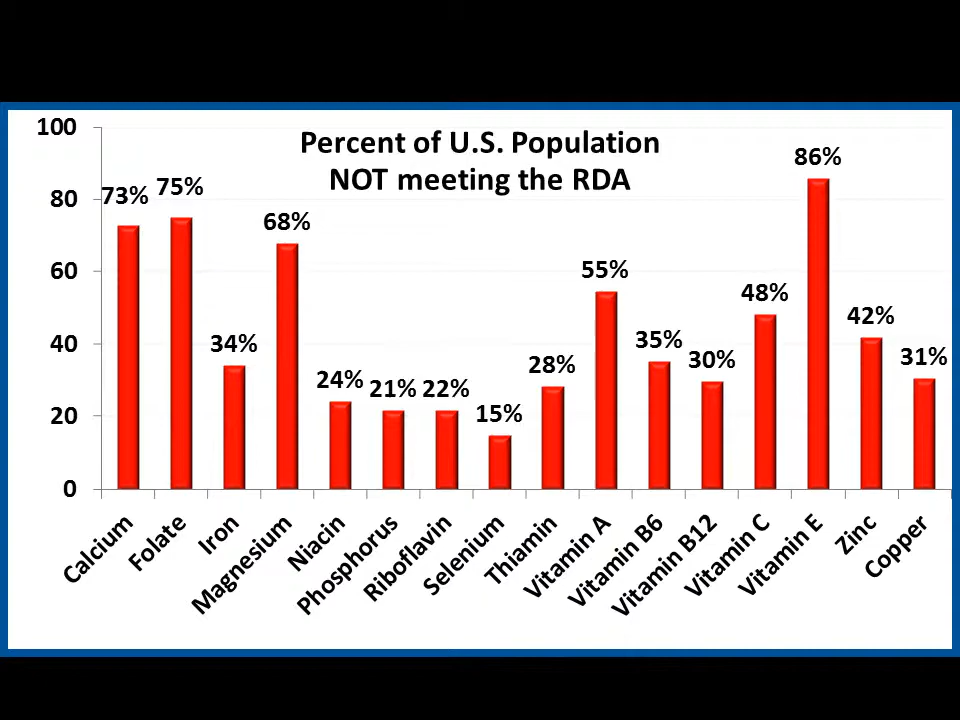 Percent of U.S. Population
NOT meeting the RDA
100
80
60
40
20
0
73%
75%
34%
68%
24%
21%
22%
15%
28%
55%
35%
30%
48%
86%
42%
31%
Calcium
Folate
Iron
Magnesium
Niacin
Phosphorus
Riboflavin
Selenium
Thiamin
Vitamin A
Vitamin B6
Vitamin B12
Vitamin C
Vitamin E
Zinc
Copper